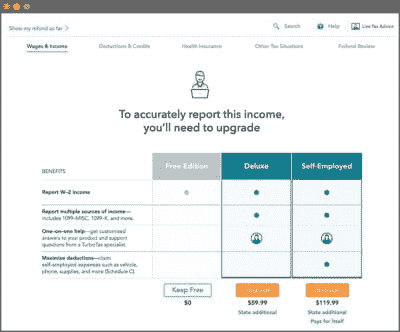 Show my refund so far >
Search
Help
Live Tax Advice
Wages & Income
Deductions & Credits
Health Insurance
Other Tax Situations
Federal Review
To accurately report this income,
you'll need to upgrade
BENEFITS
Free Edition
Deluxe
Self-Employed
Report W-2 income
Report multiple sources of income—
includes 1099-MISC, 1099-K, and more.
One-on-one help—get customized
answers to your product and support
questions from a TurboTax specialist.
Maximize deductions—claim
self-employed expenses such as vehicle,
phone, supplies, and more (Schedule C).
Keep Free
$0
$59.99
State additional
$119.99
State additional
Pays for Itself